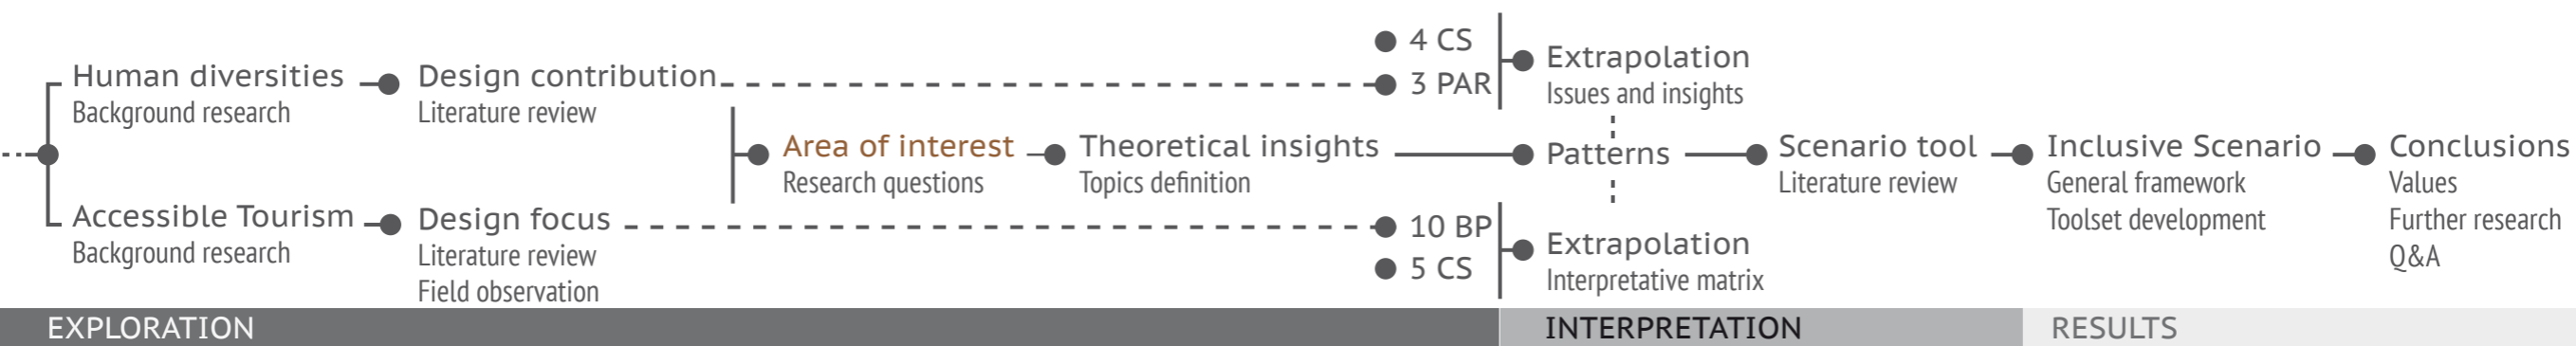 Human diversities
Background research
Design contribution
Literature review
4 CS
3 PAR
Extrapolation
Issues and insights
Area of interest
Research questions
Theoretical insights
Topics definition
Patterns
Scenario tool
Literature review
Inclusive Scenario
General framework
Toolset development
Conclusions
Values
Further research
Q&A
Accessible Tourism
Background research
Design focus
Literature review
Field observation
10 BP
5 CS
Extrapolation
Interpretative matrix
EXPLORATION
INTERPRETATION
RESULTS